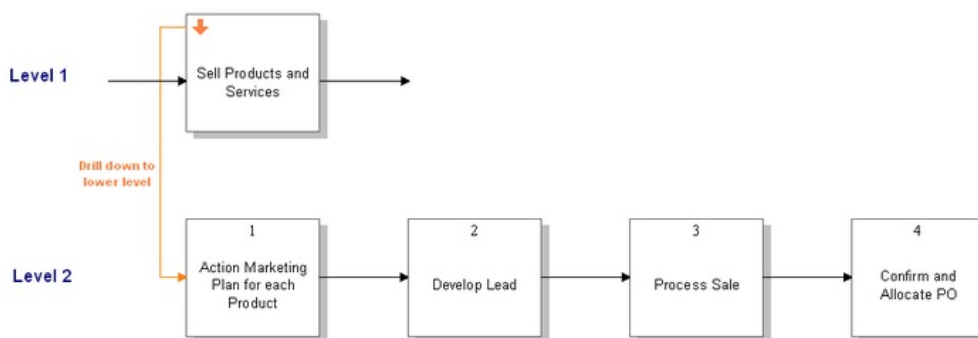 Level 1
Sell Products and
Services
Drill down to
lower level
Level 2
1
Action Marketing
Plan for each
Product
2
Develop Lead
3
Process Sale
4
Confirm and
Allocate PO